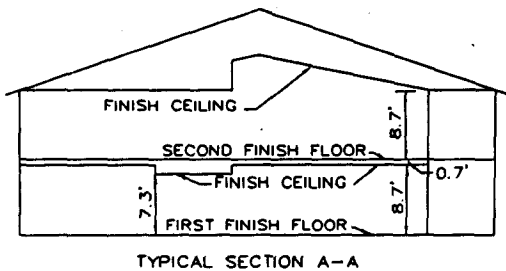 FINISH CEILING
8.7'
SECOND FINISH FLOOR
0.7'
FINISH CEILING
7.3'
8.7'
FIRST FINISH FLOOR
TYPICAL SECTION A-A